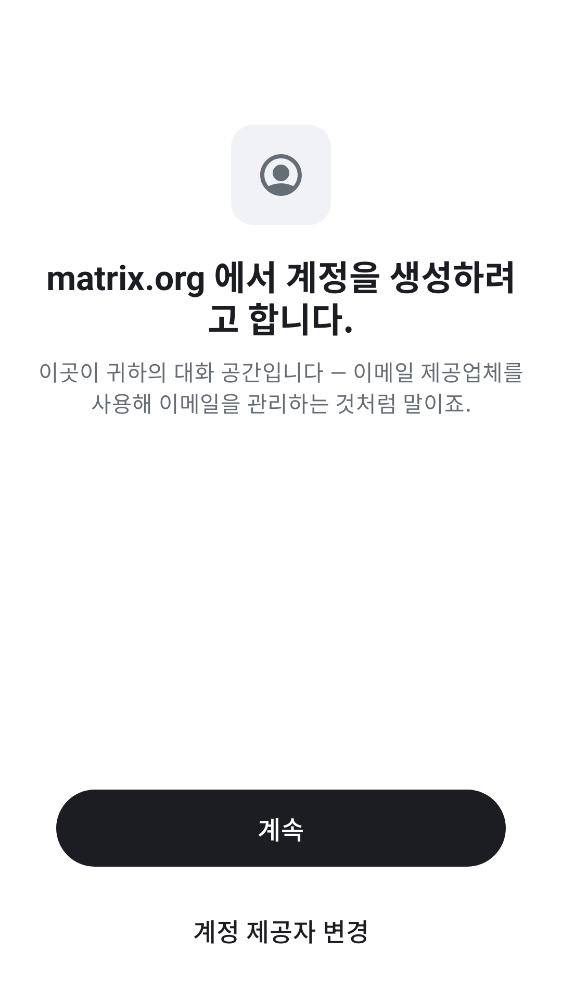 matrix.org 에서 계정을 생성하려
고 합니다.
이곳이 귀하의 대화 공간입니다 – 이메일 제공업체를
사용해 이메일을 관리하는 것처럼 말이죠.
계속
계정 제공자 변경